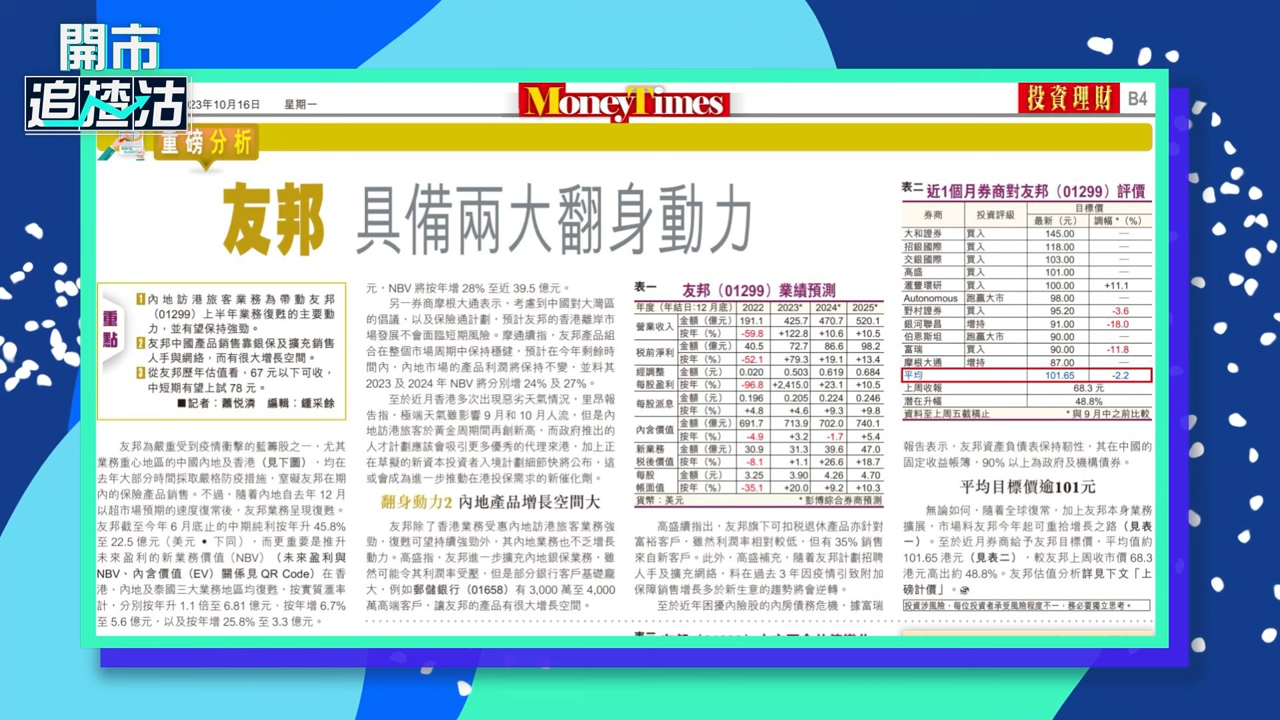 開市
追揸沽
23年10月16日 星期一
MoneyTimes
投資理財 B4
重磅分析
友邦 具備兩大翻身動力
重點
1 內地訪港旅客業務為帶動友邦
(01299)上半年業務復甦的主要動
力,並有望保持強勁。
2 友邦中國產品銷售靠銀保及擴充銷售
人手與網絡,而有很大增長空間。
3 從友邦歷年估值看,67元以下可收,
中短期有望上試78元。
■記者:蕭悦潾 編輯:鍾采餘
友邦為嚴重受到疫情衝擊的藍籌股之一,尤其
業務重心地區的中國內地及香港(見下圖),均在
去年大部分時間採取嚴格防疫措施,窒礙友邦在期
內的保險產品銷售。不過,隨着內地自去年12月
以超市場預期的速度復常後,友邦業務呈現復甦。
友邦截至今年6月底止的中期純利按年升45.8%
至22.5億元(美元•下同),而更重要是推升
未來盈利的新業務價值(NBV)(未來盈利與
NBV、內含價值(EV)關係見QR Code)在香
港、內地及泰國三大業務地區均復甦,按實質滙率
計,分別按年升1.1倍至6.81億元、按年增6.7%
至5.6億元,以及按年增25.8%至3.3億元。
元,NBV將按年增28%至近39.5億元。
另一券商摩根大通表示,考慮到中國對大灣區
的倡議,以及保險通計劃,預計友邦的香港離岸市
場發展不會面臨短期風險。摩通續指,友邦產品組
合在整個市場周期中保持穩健,預計在今年剩餘時
間內,內地市場的產品利潤將保持不變,並料其
2023及2024年NBV將分別增24%及27%。
至於近月香港多次出現惡劣天氣情況,里昂報
告指,極端天氣雖影響9月和10月人流,但是內
地訪港旅客於黃金周期間再創新高,而政府推出的
人才計劃應該會吸引更多優秀的代理來港,加上正
在草擬的新資本投資者入境計劃細節快將公布,這
或會成為進一步推動在港投保需求的新催化劑。
翻身動力2 內地產品增長空間大
友邦除了香港業務受惠內地訪港旅客業務強
勁,復甦可望持續強勁外,其內地業務也不乏增長
動力。高盛指,友邦進一步擴充內地銀保業務,雖
然可能令其利潤率受壓,但是部分銀行客戶基礎龐
大,例如郵儲銀行(01658)有3,000萬至4,000
萬高端客戶,讓友邦的產品有很大增長空間。
表一 友邦(01299)業績預測
年度(年結日:12月底) 2022 2023* 2024* 2025*
營業收入 金額(億元) 191.1 425.7 470.7 520.1
按年(%) -59.8 +122.8 +10.6 +10.5
稅前淨利 金額(億元) 40.5 72.7 86.6 98.2
按年(%) -52.1 +79.3 +19.1 +13.4
經調整每股盈利 金額(元) 0.020 0.503 0.619 0.684
按年(%) -96.8 +2,415.0 +23.1 +10.5
每股派息 金額(元) 0.196 0.205 0.224 0.246
按年(%) +4.8 +4.6 +9.3 +9.8
內含價值 金額(億元) 691.7 713.9 702.0 740.1
按年(%) -4.9 +3.2 -1.7 +5.4
新業務稅後價值 金額(億元) 30.9 31.3 39.6 47.0
按年(%) -8.1 +1.1 +26.6 +18.7
每股帳面值 金額(元) 3.25 3.90 4.26 4.70
按年(%) -35.1 +20.0 +9.2 +10.3
貨幣:美元 *彭博綜合券商預測
高盛續指出,友邦旗下可扣稅退休產品亦針對
富裕客戶,雖然利潤率相對較低,但有35%銷售
來自新客戶。此外,高盛補充,隨着友邦計劃招聘
人手及擴充網絡,料在過去3年因疫情引致附加
保障銷售增長多於新生意的趨勢將會逆轉。
至於近年困擾內險股的內房債務危機,據富瑞
表二 近1個月券商對友邦(01299)評價
券商 投資評級 目標價
最新(元) 調幅*(%)
大和證券 買入 145.00 —
招銀國際 買入 118.00 —
交銀國際 買入 103.00 —
高盛 買入 101.00 —
滙豐環研 買入 100.00 +11.1
Autonomous 跑贏大市 98.00 —
野村證券 買入 95.20 -3.6
銀河聯昌 增持 91.00 -18.0
伯恩斯坦 跑贏大市 90.00 —
富瑞 買入 90.00 -11.8
摩根大通 增持 87.00 —
平均 101.65 -2.2
上周收報 68.3元
潛在升幅 48.8%
資料至上周五截稿止 *與9月中之前比較
報告表示,友邦資產負債表保持韌性,其在中國的
固定收益帳簿,90%以上為政府及機構債券。
平均目標價逾101元
無論如何,隨着全球復常,加上友邦本身業務
擴展,市場料友邦今年起可重拾增長之路(見表
一)。至於近月券商給予友邦目標價,平均值約
101.65港元(見表二),較友邦上周收市價68.3
港元高出約48.8%。友邦估值分析詳見下文「上
磅計價」。
投資涉風險,每位投資者承受風險程度不一,務必要獨立思考。